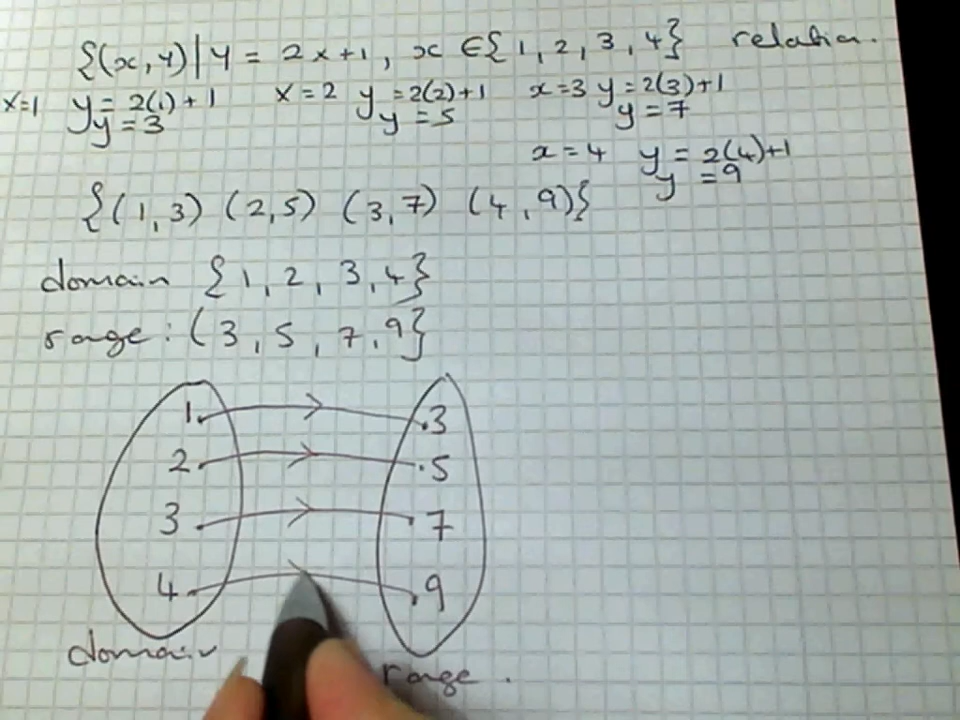 {(x,y)|y = 2x+1, x ∈{1,2,3,4} relation.
x=1 y = 2(1)+1 x=2 y = 2(2)+1 x=3 y=2(3)+1
y = 3 y = 5 y = 7
x = 4 y = 2(4)+1
y = 9
{(1,3) (2,5) (3,7) (4,9)}
domain {1,2,3,4}
range: (3,5,7,9}
1. .3
2. .5
3. .7
4. .9
domain
range.